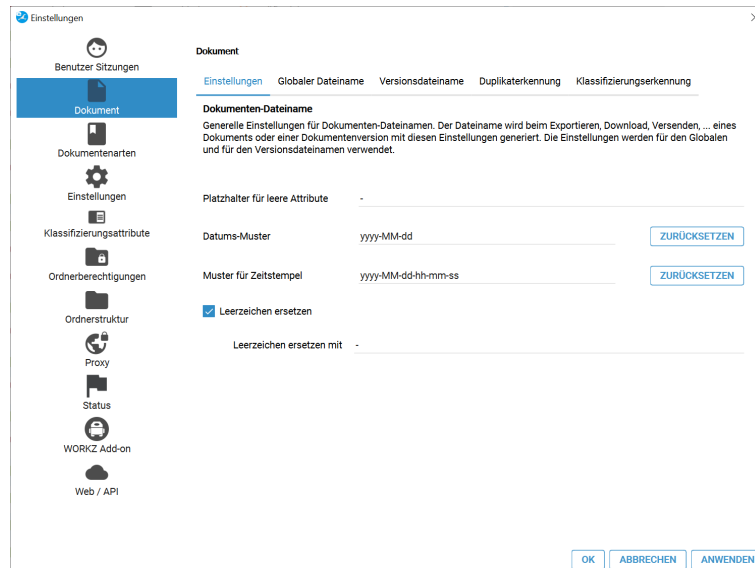 Einstellungen
Benutzer Sitzungen
Dokument
Dokumentenarten
Einstellungen
Klassifizierungsattribute
Ordnerberechtigungen
Ordnerstruktur
Proxy
Status
WORKZ Add-on
Web / API
Dokument
Einstellungen Globaler Dateiname Versionsdateiname Duplikaterkennung Klassifizierungserkennung
Dokumenten-Dateiname
Generelle Einstellungen für Dokumenten-Dateinamen. Der Dateiname wird beim Exportieren, Download, Versenden, ... eines
Dokuments oder einer Dokumentenversion mit diesen Einstellungen generiert. Die Einstellungen werden für den Globalen
und für den Versionsdateinamen verwendet.
Platzhalter für leere Attribute -
Datums-Muster yyyy-MM-dd ZURÜCKSETZEN
Muster für Zeitstempel yyyy-MM-dd-hh-mm-ss ZURÜCKSETZEN
Leerzeichen ersetzen
Leerzeichen ersetzen mit -
OK ABBRECHEN ANWENDEN